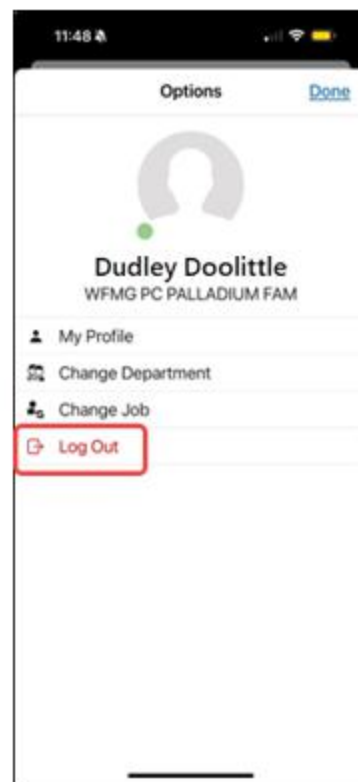 11:48
Options
Done
Dudley Doolittle
WFMG PC PALLADIUM FAM
My Profile
Change Department
Change Job
Log Out